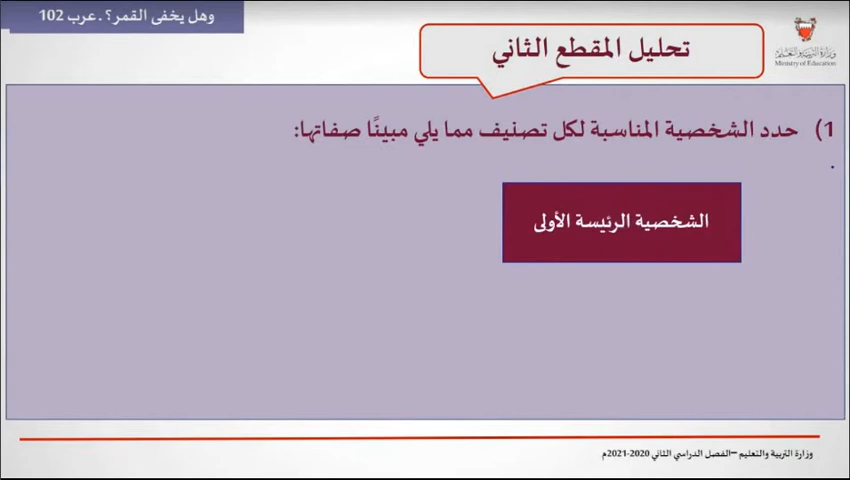 وهل يخفى القمر؟ . عرب 102
تحليل المقطع الثاني
وزارة التربية والتعليم
Ministry of Education
1) حدد الشخصية المناسبة لكل تصنيف مما يلي مبينًا صفاتها:
.
الشخصية الرئيسة الأولى
وزارة التربية والتعليم –الفصل الدراسي الثاني 2020-2021م